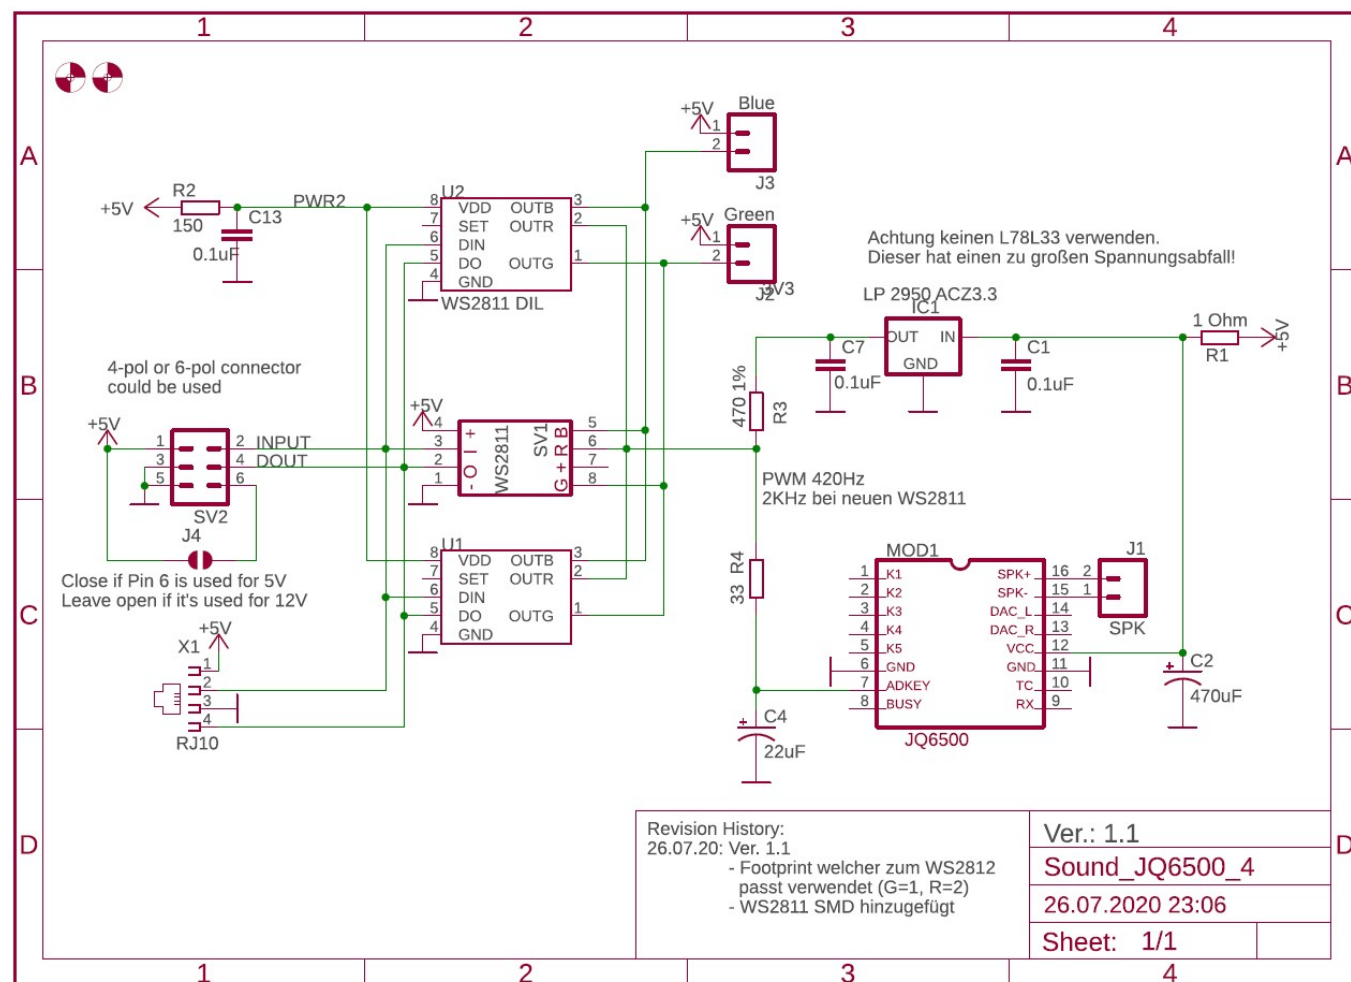 1 2 3 4
A A
B B
C C
D D
+5V
Blue
1
2
J3
+5V
Green
1
2
J2
3V3
R2
+5V
150
C13
0.1uF
PWR2
U2
8 VDD OUTB 3
7 SET OUTR 2
6 DIN
5 DO OUTG 1
4 GND
WS2811 DIL
Achtung keinen L78L33 verwenden.
Dieser hat einen zu großen Spannungsabfall!
LP 2950 ACZ3.3
IC1
OUT IN
GND
C7
0.1uF
C1
0.1uF
1 Ohm
R1
+5V
470 1%
R3
4-pol or 6-pol connector
could be used
+5V
1 2 INPUT
3 4 DOUT
5 6
SV2
J4
Close if Pin 6 is used for 5V
Leave open if it's used for 12V
+5V
4 + B 5
3 I R 6
2 O + 7
1 - G 8
WS2811
SV1
PWM 420Hz
2KHz bei neuen WS2811
U1
8 VDD OUTB 3
7 SET OUTR 2
6 DIN
5 DO OUTG 1
4 GND
+5V
X1
1
2
3
4
RJ10
33 R4
C4
+
22uF
MOD1
1 K1 SPK+ 16
2 K2 SPK- 15
3 K3 DAC_L 14
4 K4 DAC_R 13
5 K5 VCC 12
6 GND GND 11
7 ADKEY TC 10
8 BUSY RX 9
JQ6500
J1
2
1
SPK
C2
+
470uF
Revision History:
26.07.20: Ver. 1.1
- Footprint welcher zum WS2812
passt verwendet (G=1, R=2)
- WS2811 SMD hinzugefügt
Ver.: 1.1
Sound_JQ6500_4
26.07.2020 23:06
Sheet: 1/1
1 2 3 4